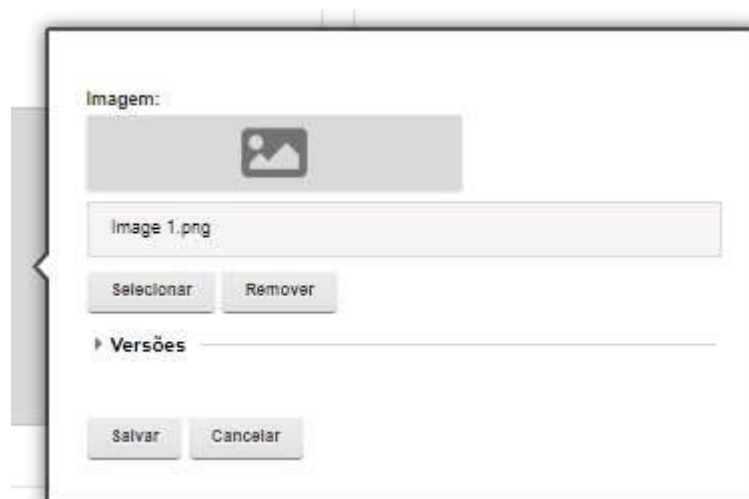 Imagem:
Image 1.png
Selecionar Remover
Versões
Salvar Cancelar